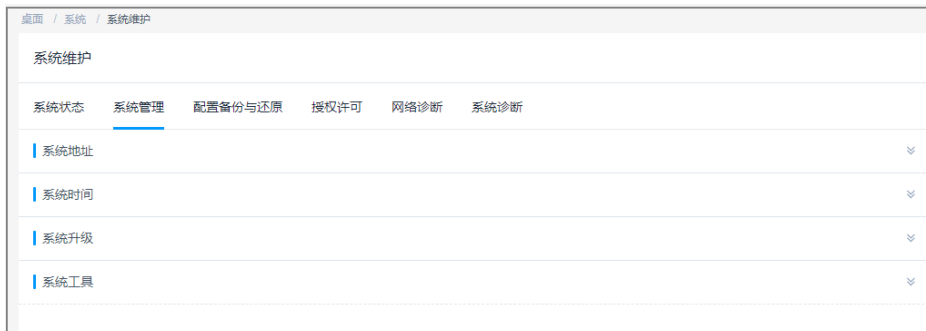 桌面 / 系统 / 系统维护
系统维护
系统状态 系统管理 配置备份与还原 授权许可 网络诊断 系统诊断
系统地址
系统时间
系统升级
系统工具